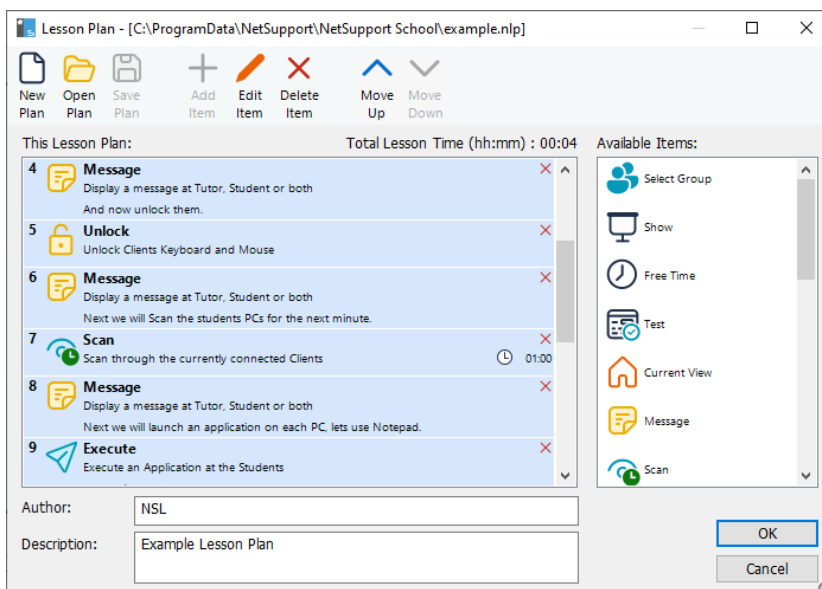 Lesson Plan - [C:\ProgramData\NetSupport\NetSupport School\example.nlp]
New Plan
Open Plan
Save Plan
Add Item
Edit Item
Delete Item
Move Up
Move Down
This Lesson Plan:
Total Lesson Time (hh:mm) : 00:04
Available Items:
4 Message
Display a message at Tutor, Student or both
And now unlock them.
5 Unlock
Unlock Clients Keyboard and Mouse
6 Message
Display a message at Tutor, Student or both
Next we will Scan the students PCs for the next minute.
7 Scan
Scan through the currently connected Clients
01:00
8 Message
Display a message at Tutor, Student or both
Next we will launch an application on each PC, lets use Notepad.
9 Execute
Execute an Application at the Students
Select Group
Show
Free Time
Test
Current View
Message
Scan
Author:
NSL
Description:
Example Lesson Plan
OK
Cancel